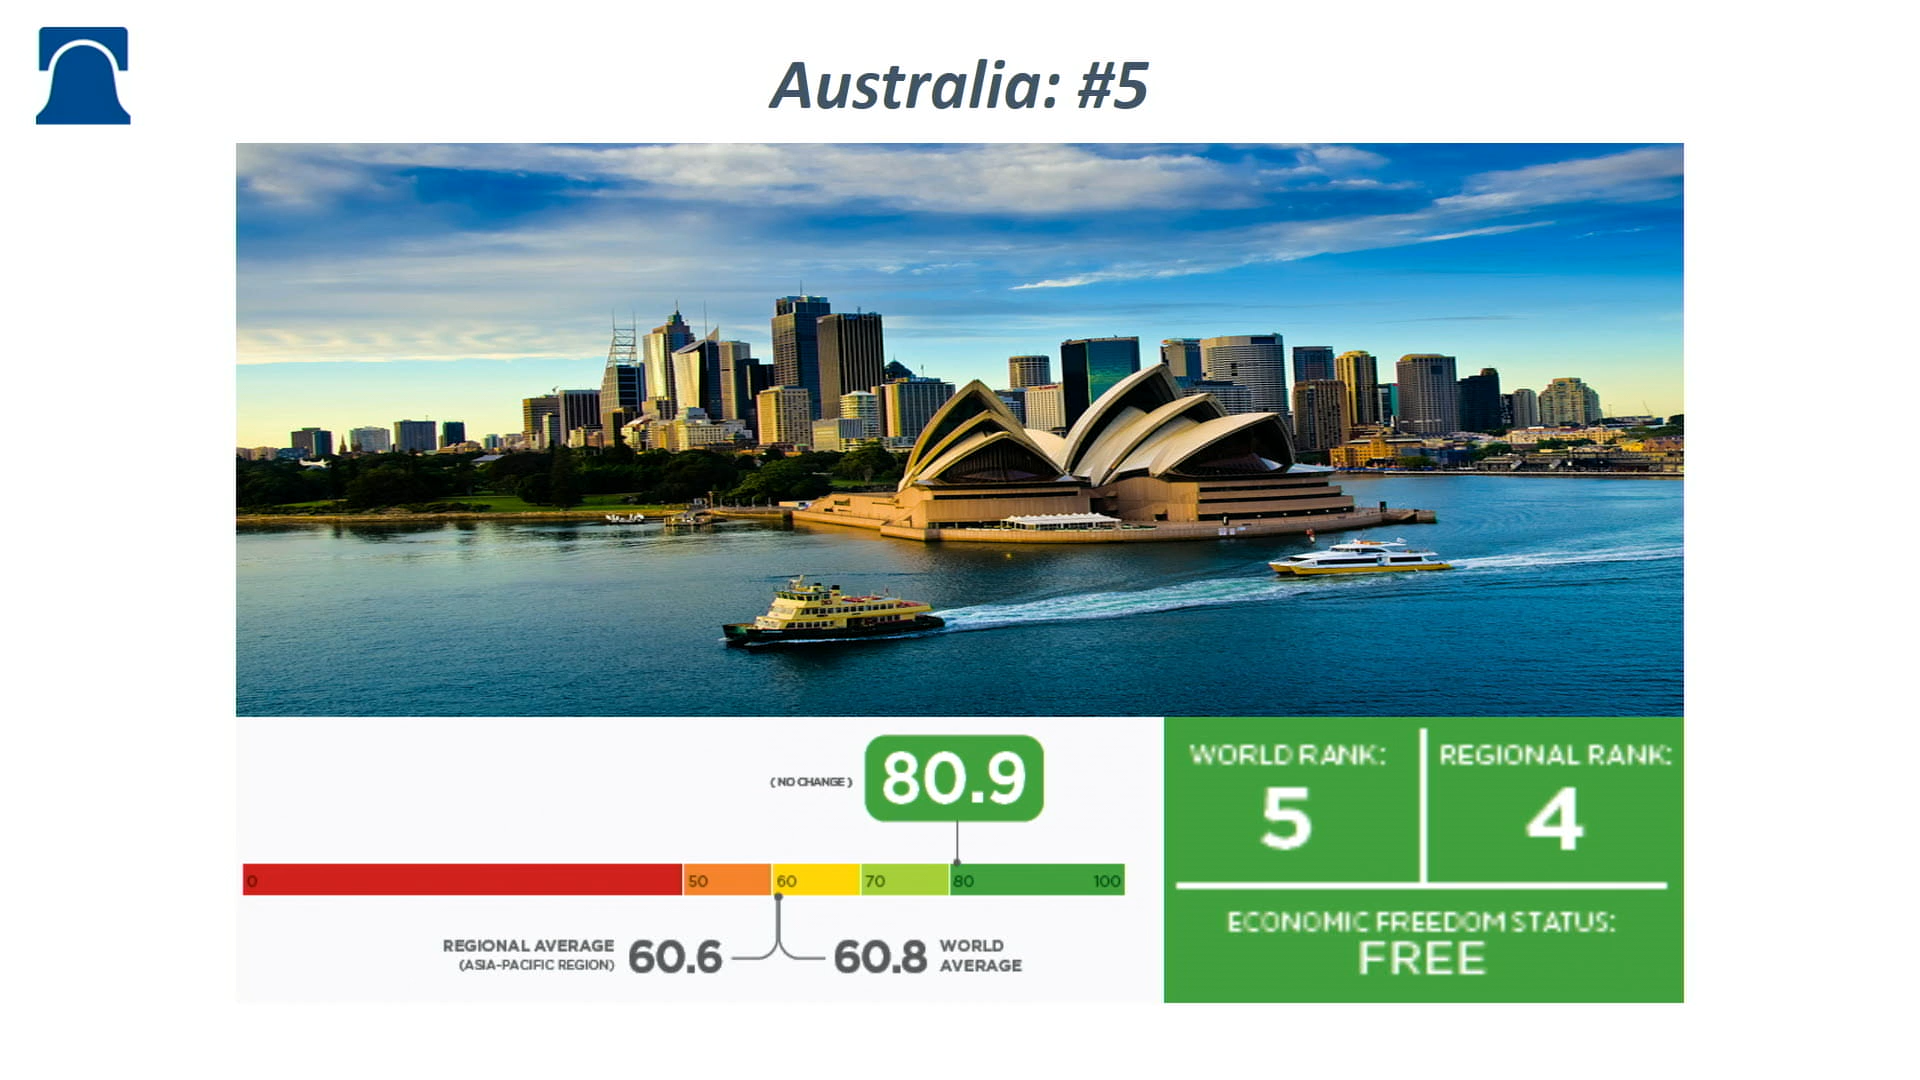 Australia: #5
( NO CHANGE )
80.9
0 50 60 70 80 100
REGIONAL AVERAGE
(ASIA-PACIFIC REGION)
60.6
60.8
WORLD
AVERAGE
WORLD RANK:
5
REGIONAL RANK:
4
ECONOMIC FREEDOM STATUS:
FREE